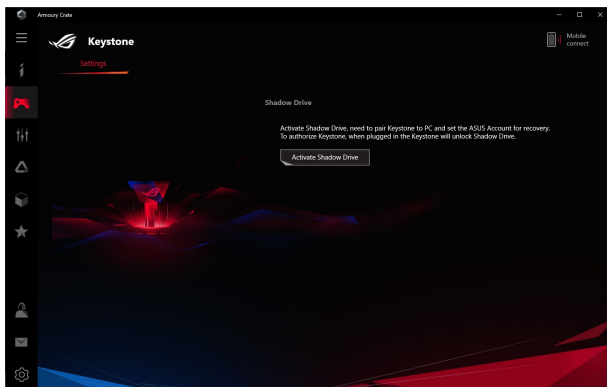 Armoury Crate
Keystone
Mobile
connect
Settings
Shadow Drive
Activate Shadow Drive, need to pair Keystone to PC and set the ASUS Account for recovery.
To authorize Keystone, when plugged in the Keystone will unlock Shadow Drive.
Activate Shadow Drive